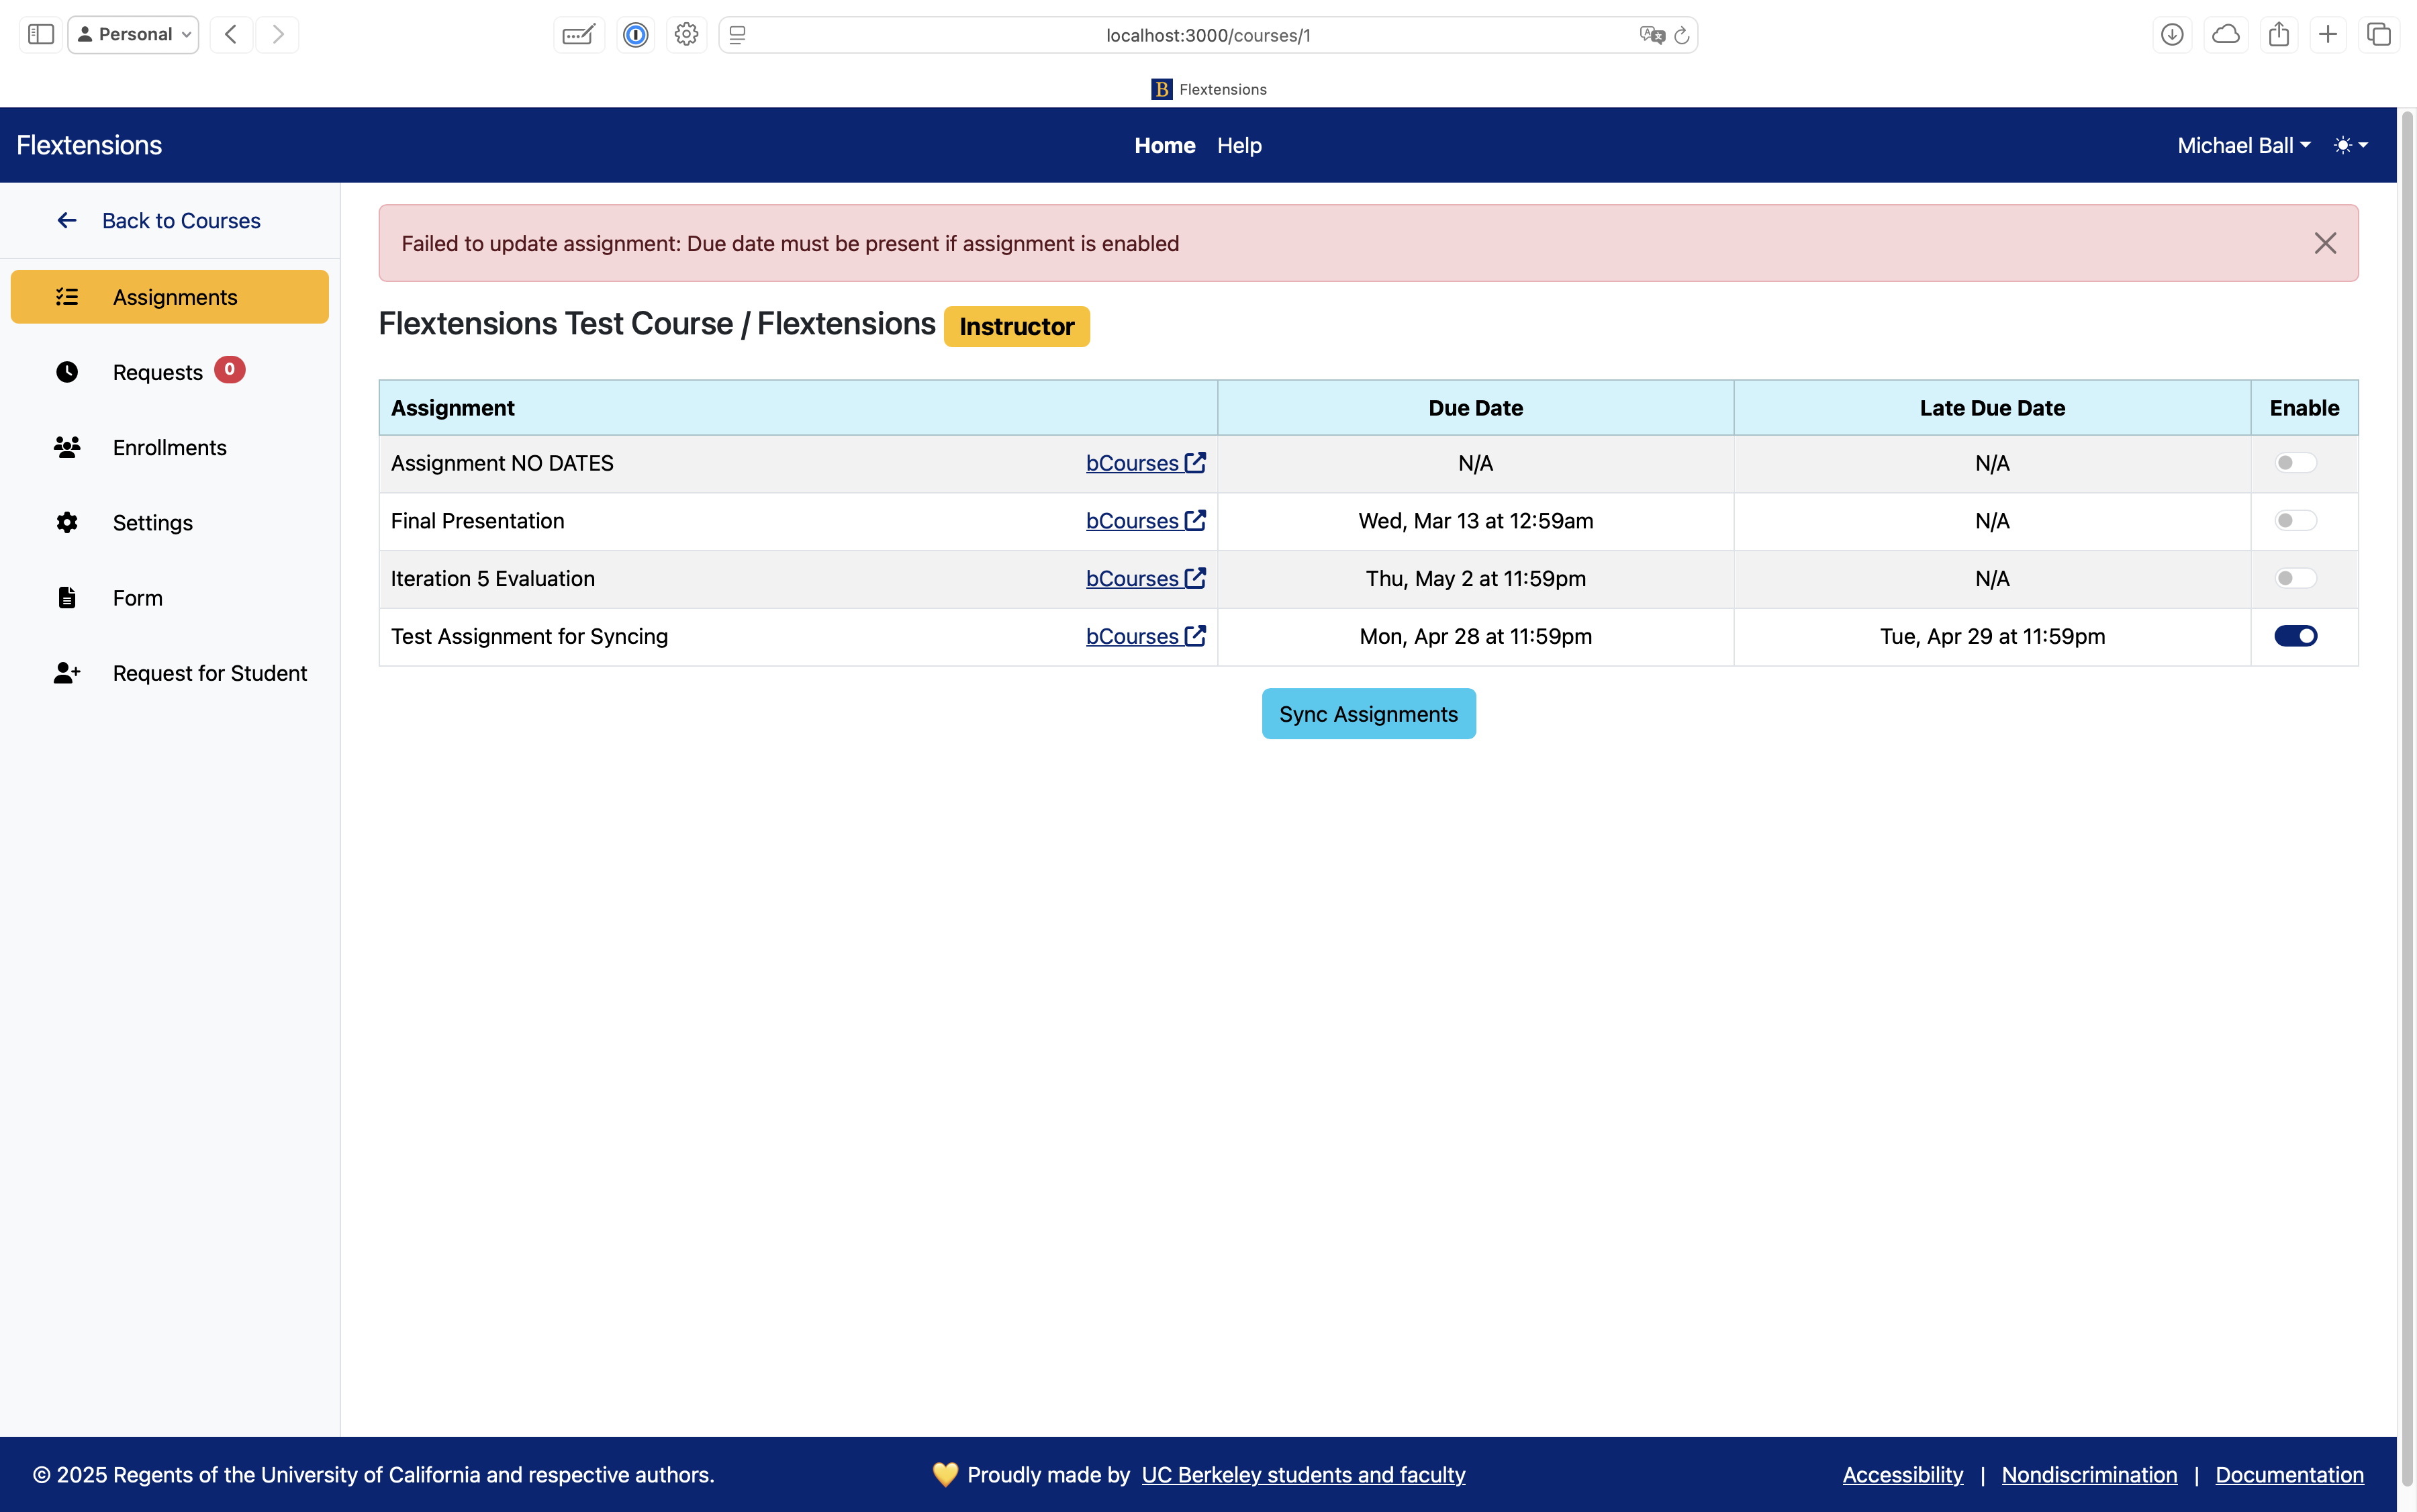 Personal
localhost:3000/courses/1
B Flextensions
Flextensions
Home Help
Michael Ball
Back to Courses
Assignments
Requests 0
Enrollments
Settings
Form
Request for Student
Failed to update assignment: Due date must be present if assignment is enabled
Flextensions Test Course / Flextensions Instructor
Assignment Due Date Late Due Date Enable
Assignment NO DATES bCourses N/A N/A
Final Presentation bCourses Wed, Mar 13 at 12:59am N/A
Iteration 5 Evaluation bCourses Thu, May 2 at 11:59pm N/A
Test Assignment for Syncing bCourses Mon, Apr 28 at 11:59pm Tue, Apr 29 at 11:59pm
Sync Assignments
© 2025 Regents of the University of California and respective authors.
💛 Proudly made by UC Berkeley students and faculty
Accessibility | Nondiscrimination | Documentation